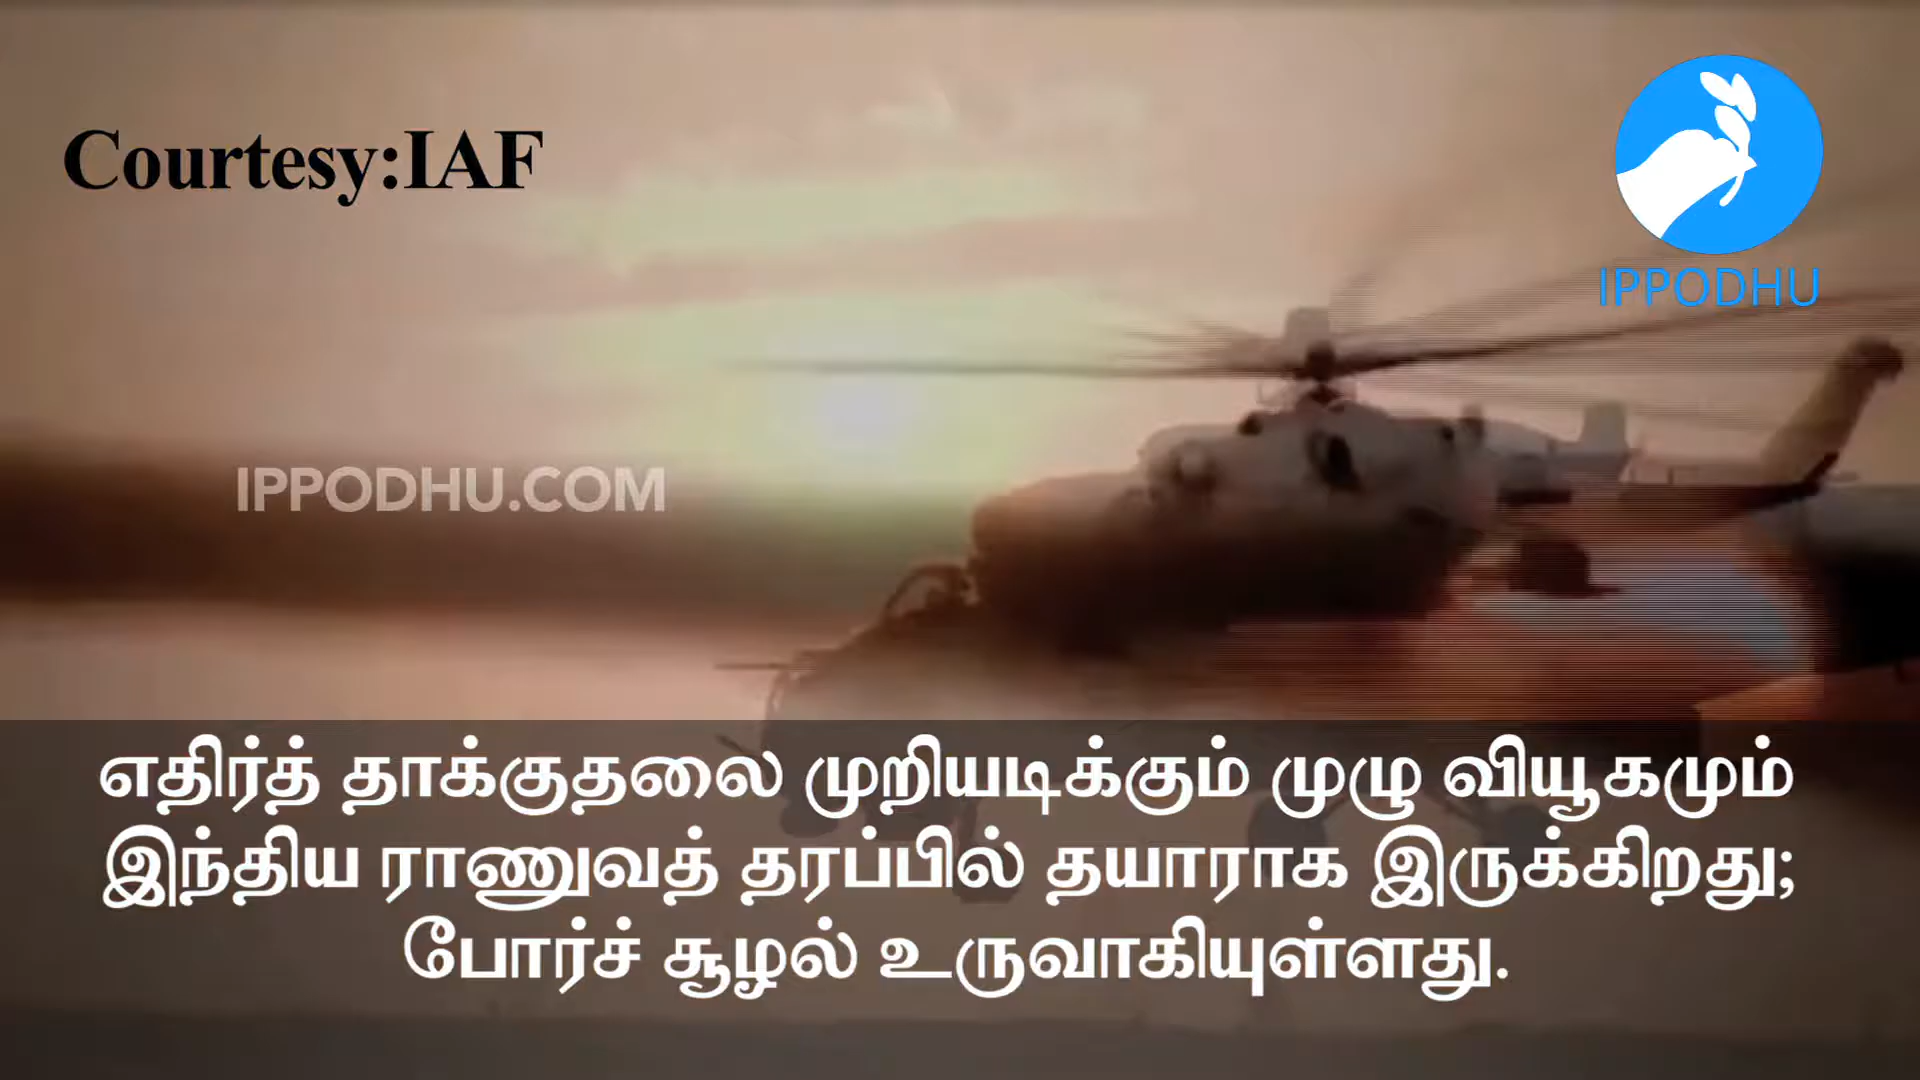 Courtesy:IAF
IPPODHU
IPPODHU.COM
எதிர்த் தாக்குதலை முறியடிக்கும் முழு வியூகமும்
இந்திய ராணுவத் தரப்பில் தயாராக இருக்கிறது;
போர்ச் சூழல் உருவாகியுள்ளது.